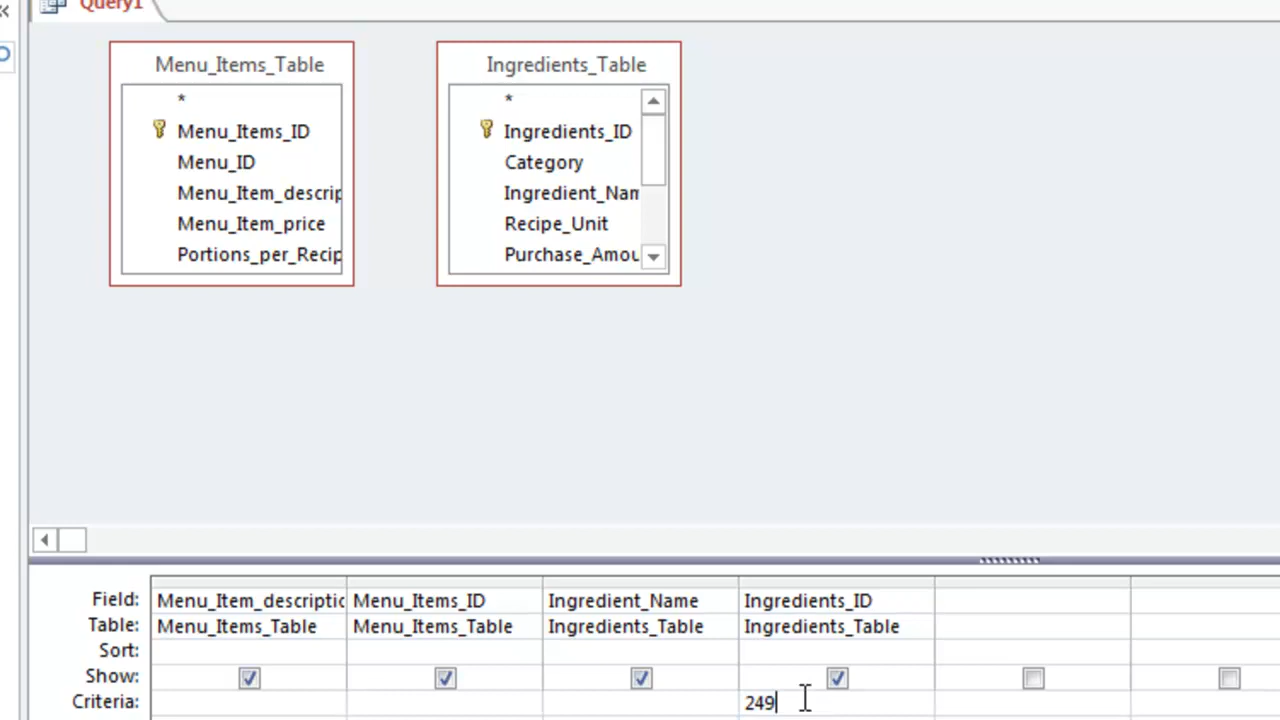 Query1
Menu_Items_Table
*
Menu_Items_ID
Menu_ID
Menu_Item_descrip
Menu_Item_price
Portions_per_Recip
Ingredients_Table
*
Ingredients_ID
Category
Ingredient_Nam
Recipe_Unit
Purchase_Amou
Field: Menu_Item_descriptic Menu_Items_ID Ingredient_Name Ingredients_ID
Table: Menu_Items_Table Menu_Items_Table Ingredients_Table Ingredients_Table
Sort:
Show:
Criteria: 249